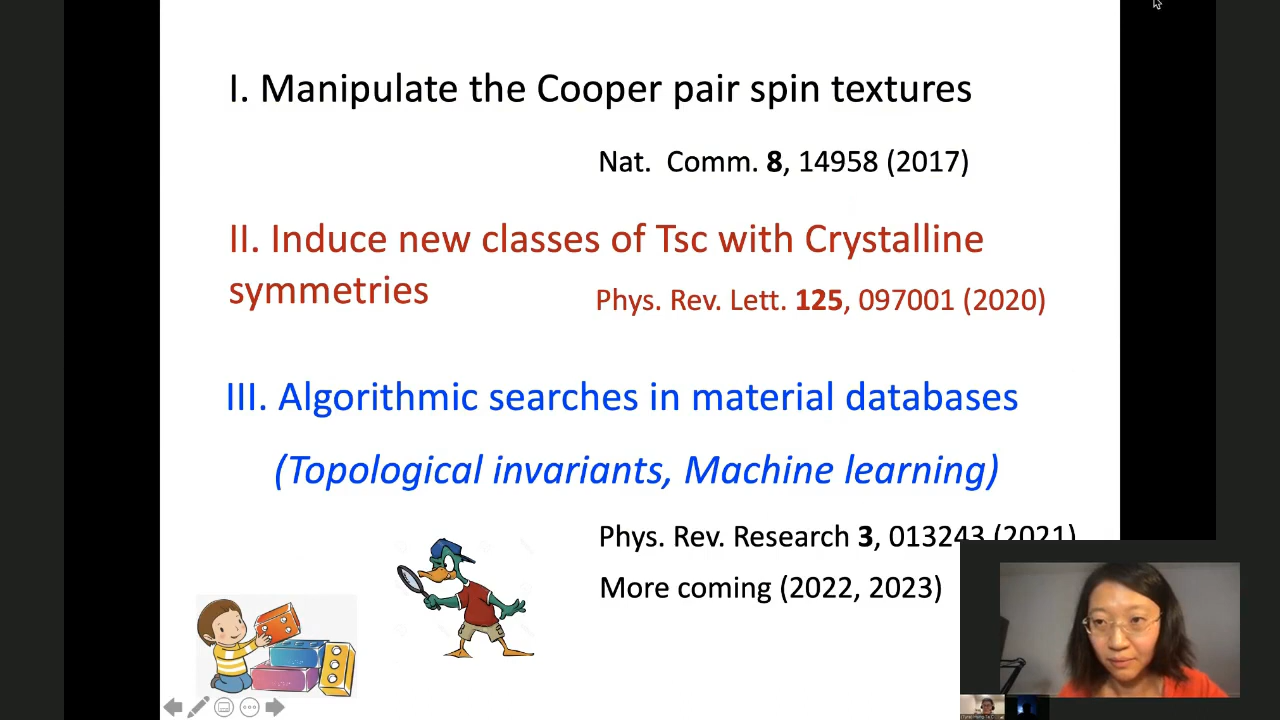 I. Manipulate the Cooper pair spin textures
Nat. Comm. 8, 14958 (2017)
II. Induce new classes of Tsc with Crystalline
symmetries
Phys. Rev. Lett. 125, 097001 (2020)
III. Algorithmic searches in material databases
(Topological invariants, Machine learning)
Phys. Rev. Research 3, 013243 (2021)
More coming (2022, 2023)